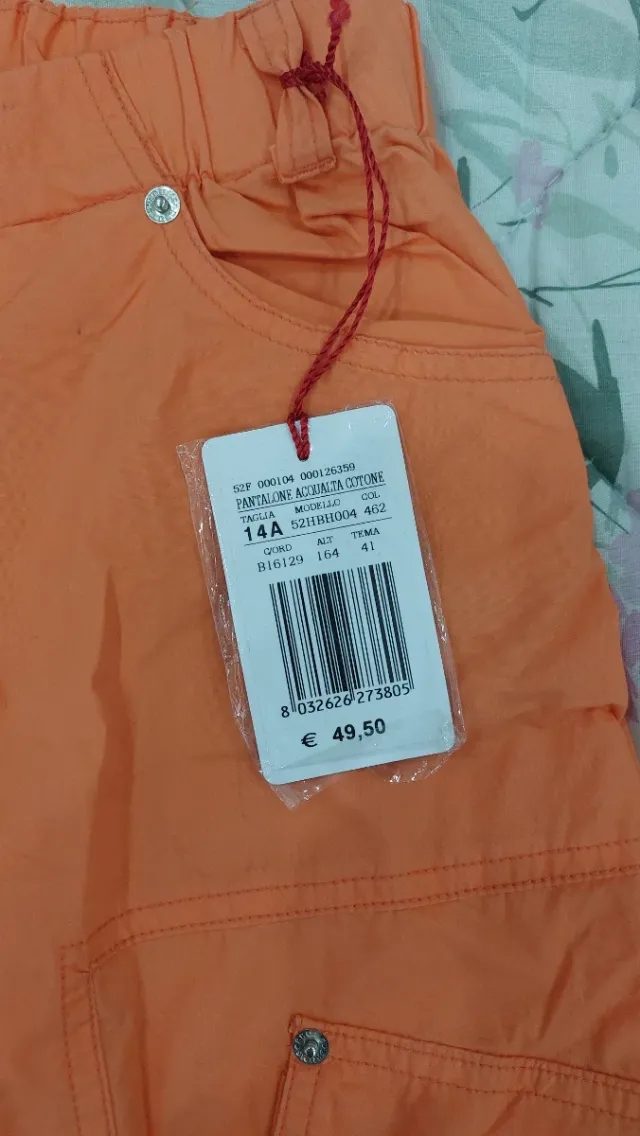 52F 000104 000126359
PANTALONE ACQUALTA COTONE
TAGLIA MODELLO COL
14A 52HBH004 462
C/ORD ALT TEMA
B16129 164 41
8 032626 273805
€ 49,50